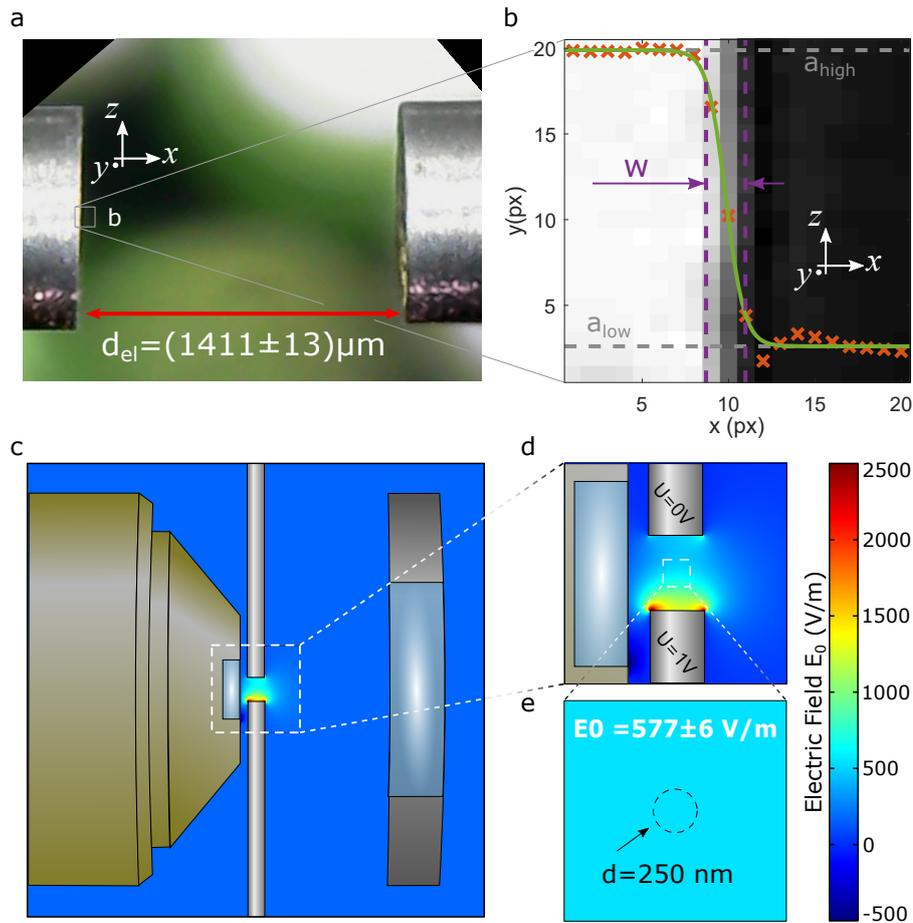 a
z
x
y
b
d_el=(1411±13)µm
b
20
15
10
5
y(px)
a_high
w
z
x
y
a_low
5
10
15
20
x (px)
c
d
U=0V
U=1V
e
E0 =577±6 V/m
d=250 nm
2500
2000
1500
1000
500
0
-500
Electric Field E₀ (V/m)